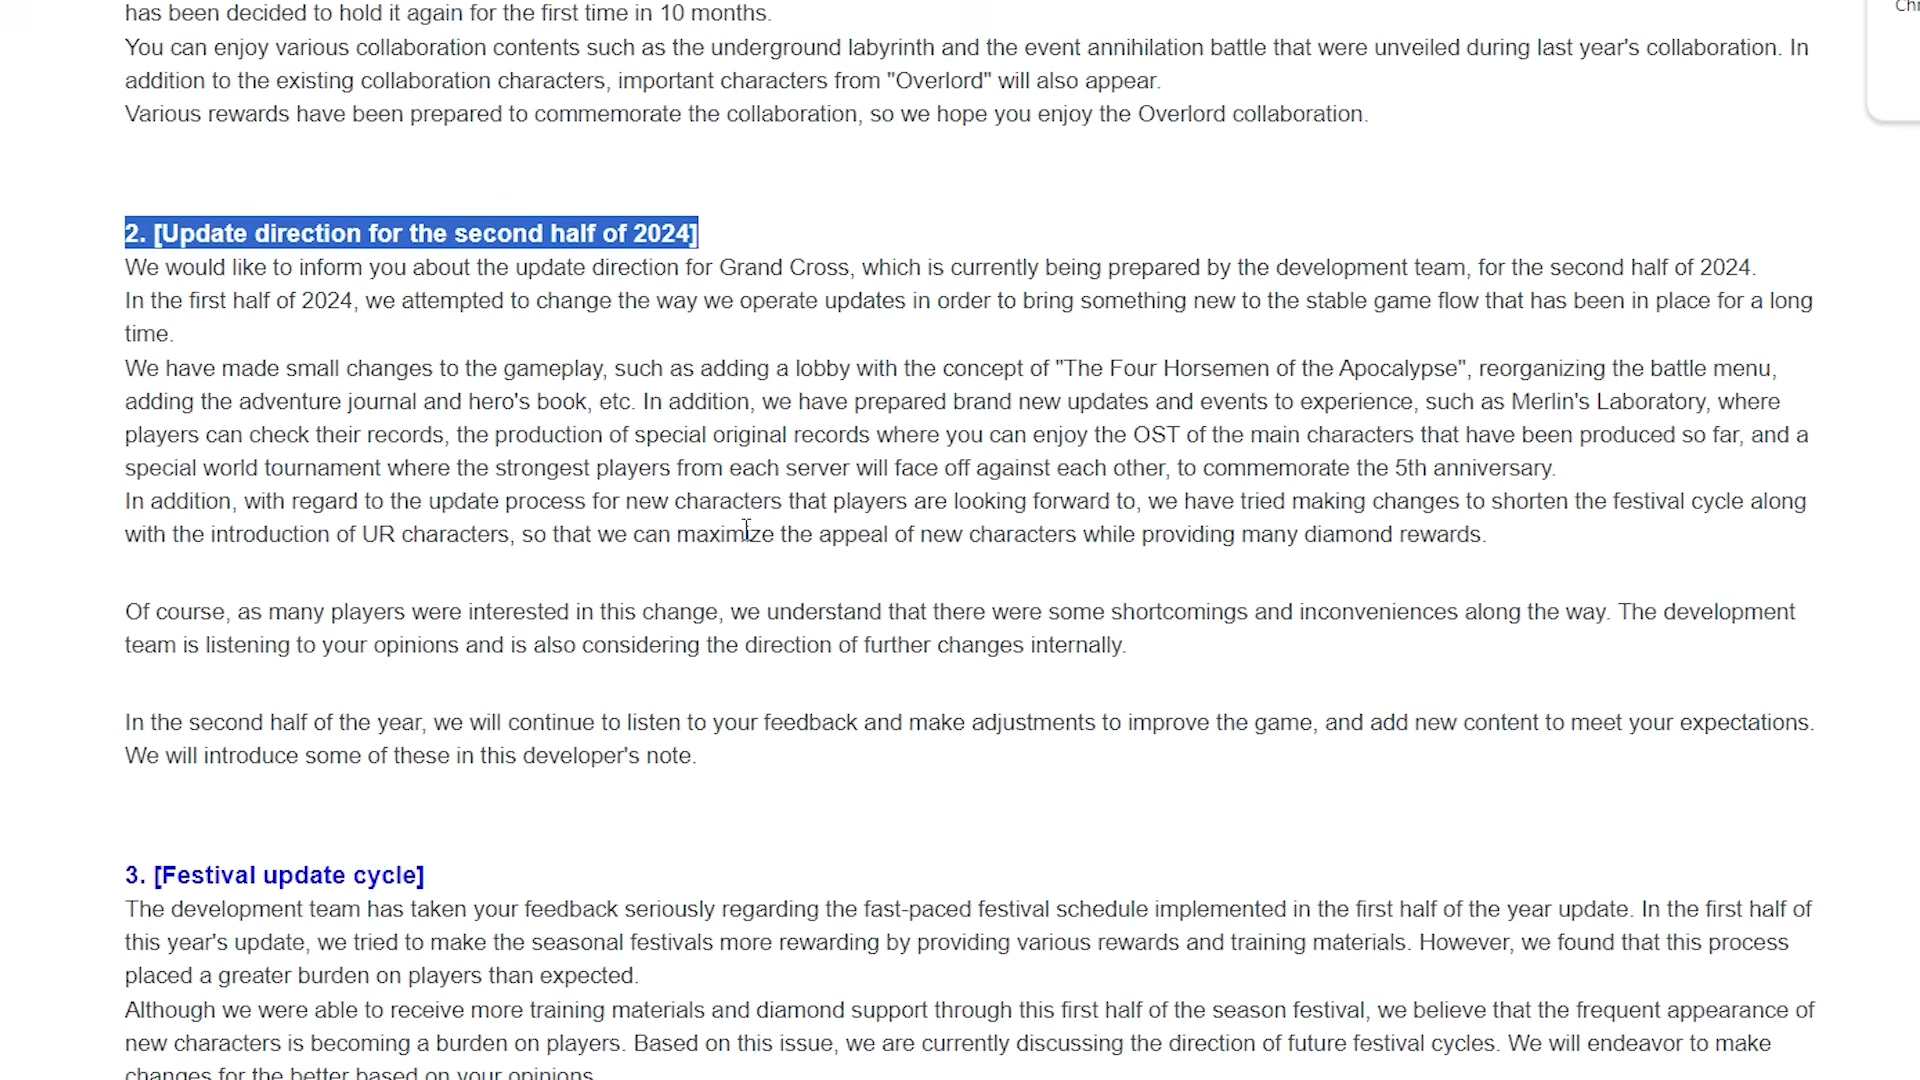 Chr
has been decided to hold it again for the first time in 10 months.
You can enjoy various collaboration contents such as the underground labyrinth and the event annihilation battle that were unveiled during last year's collaboration. In
addition to the existing collaboration characters, important characters from "Overlord" will also appear.
Various rewards have been prepared to commemorate the collaboration, so we hope you enjoy the Overlord collaboration.
2. [Update direction for the second half of 2024]
We would like to inform you about the update direction for Grand Cross, which is currently being prepared by the development team, for the second half of 2024.
In the first half of 2024, we attempted to change the way we operate updates in order to bring something new to the stable game flow that has been in place for a long
time.
We have made small changes to the gameplay, such as adding a lobby with the concept of "The Four Horsemen of the Apocalypse", reorganizing the battle menu,
adding the adventure journal and hero's book, etc. In addition, we have prepared brand new updates and events to experience, such as Merlin's Laboratory, where
players can check their records, the production of special original records where you can enjoy the OST of the main characters that have been produced so far, and a
special world tournament where the strongest players from each server will face off against each other, to commemorate the 5th anniversary.
In addition, with regard to the update process for new characters that players are looking forward to, we have tried making changes to shorten the festival cycle along
with the introduction of UR characters, so that we can maximize the appeal of new characters while providing many diamond rewards.
Of course, as many players were interested in this change, we understand that there were some shortcomings and inconveniences along the way. The development
team is listening to your opinions and is also considering the direction of further changes internally.
In the second half of the year, we will continue to listen to your feedback and make adjustments to improve the game, and add new content to meet your expectations.
We will introduce some of these in this developer's note.
3. [Festival update cycle]
The development team has taken your feedback seriously regarding the fast-paced festival schedule implemented in the first half of the year update. In the first half of
this year's update, we tried to make the seasonal festivals more rewarding by providing various rewards and training materials. However, we found that this process
placed a greater burden on players than expected.
Although we were able to receive more training materials and diamond support through this first half of the season festival, we believe that the frequent appearance of
new characters is becoming a burden on players. Based on this issue, we are currently discussing the direction of future festival cycles. We will endeavor to make
changes for the better based on your opinions.